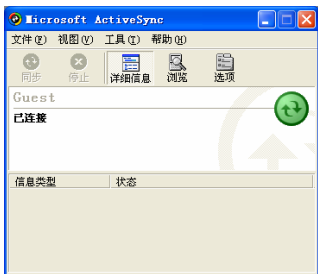 Microsoft ActiveSync
文件(F) 视图(V) 工具(T) 帮助(H)
同步 停止 详细信息 浏览 选项
Guest
已连接
信息类型 状态